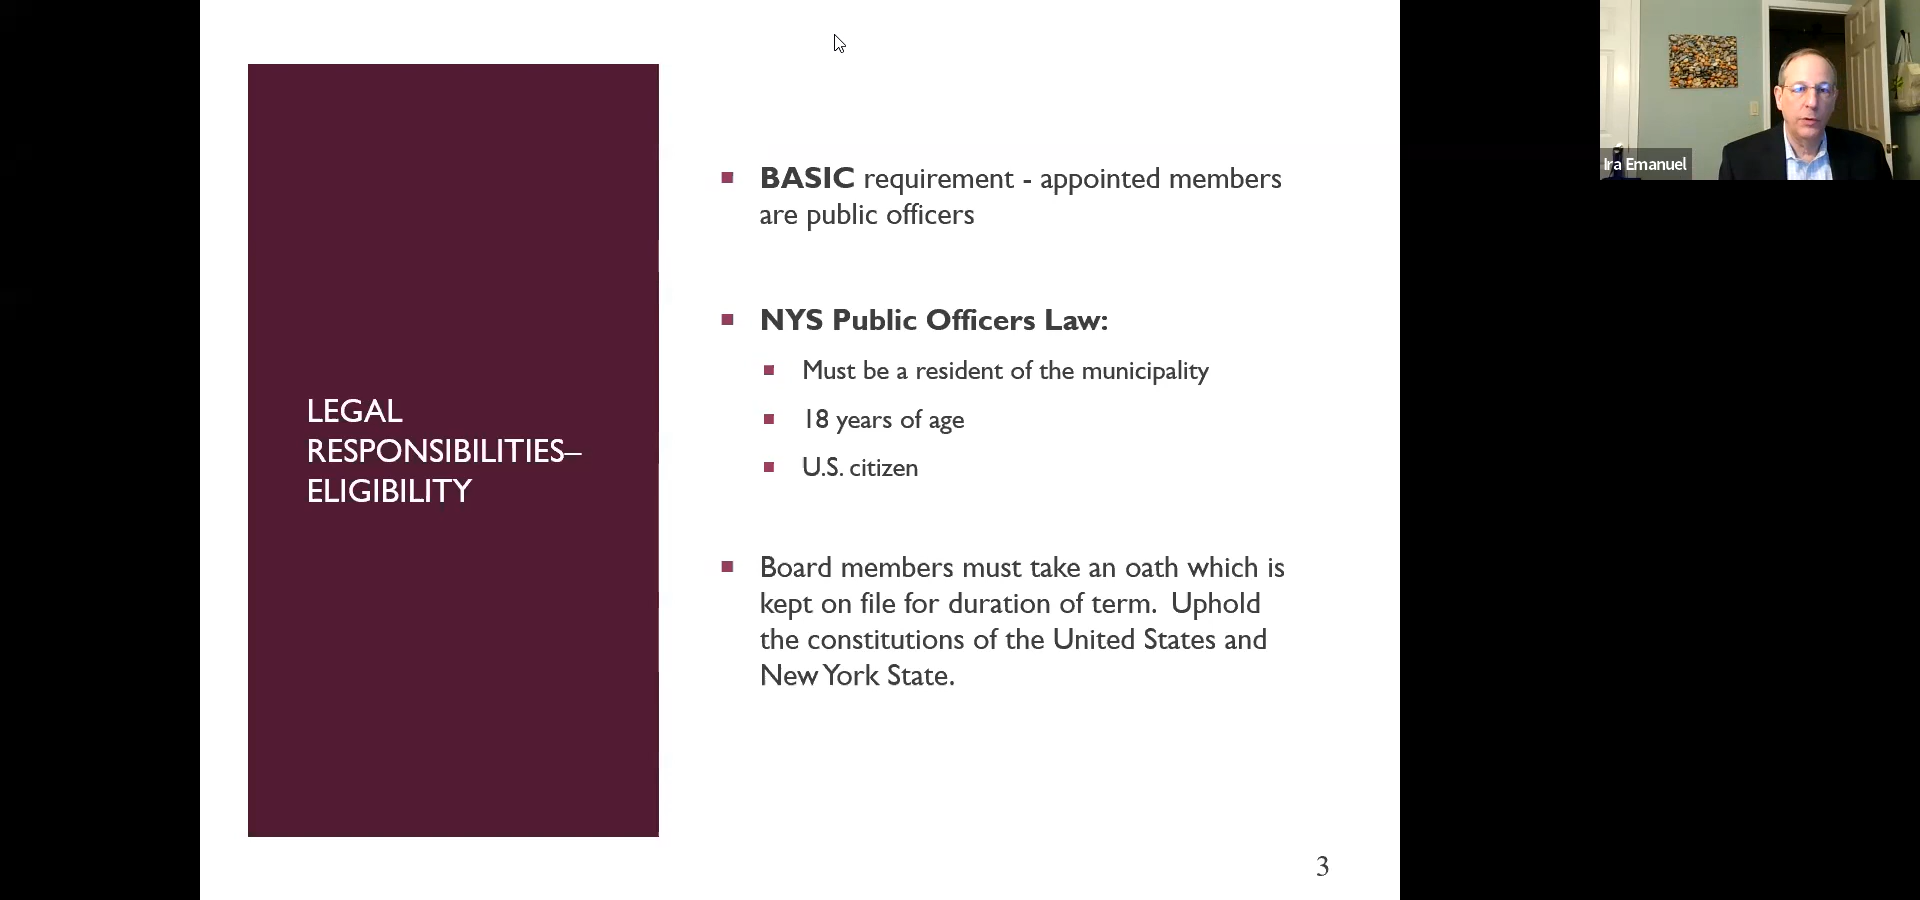 LEGAL
RESPONSIBILITIES–
ELIGIBILITY
BASIC requirement - appointed members
are public officers
NYS Public Officers Law:
Must be a resident of the municipality
18 years of age
U.S. citizen
Board members must take an oath which is
kept on file for duration of term.  Uphold
the constitutions of the United States and
New York State.
3
Ira Emanuel